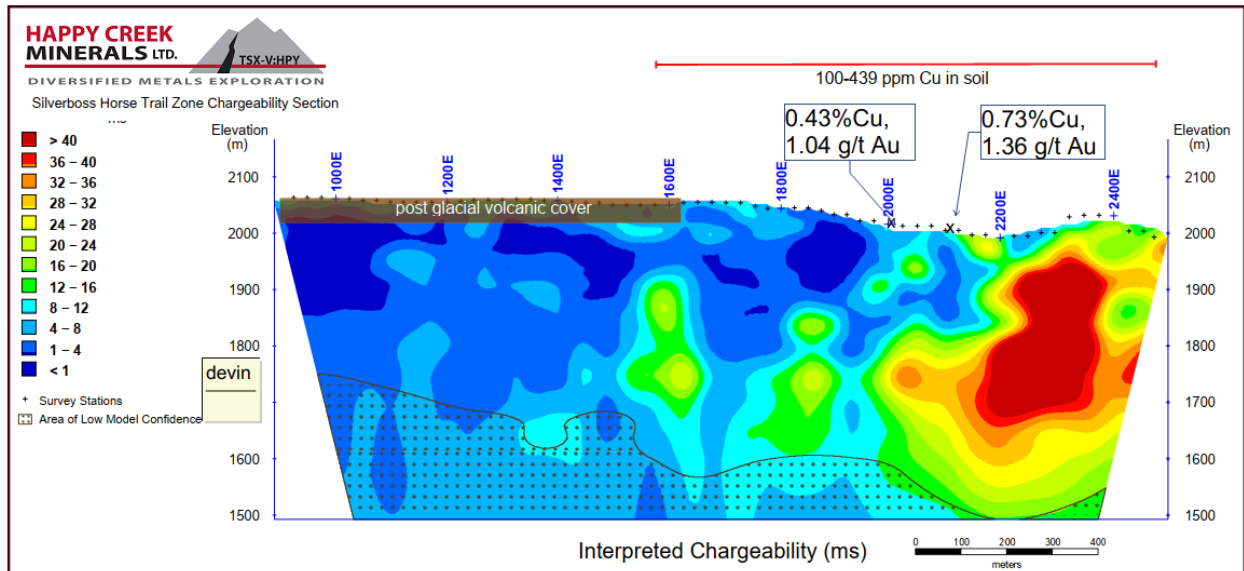 HAPPY CREEK
MINERALS LTD.
TSX-V:HPY
DIVERSIFIED METALS EXPLORATION
Silverboss Horse Trail Zone Chargeability Section
100-439 ppm Cu in soil
0.43%Cu,
1.04 g/t Au
0.73%Cu,
1.36 g/t Au
> 40
36 – 40
32 – 36
28 – 32
24 – 28
20 – 24
16 – 20
12 – 16
8 – 12
4 – 8
1 – 4
< 1
+ Survey Stations
Area of Low Model Confidence
devin
Elevation
(m)
2100
2000
1900
1800
1700
1600
1500
1000E
1200E
1400E
1600E
1800E
2000E
2200E
2400E
post glacial volcanic cover
X
X
Elevation
(m)
2100
2000
1900
1800
1700
1600
1500
Interpreted Chargeability (ms)
0 100 200 300 400
meters